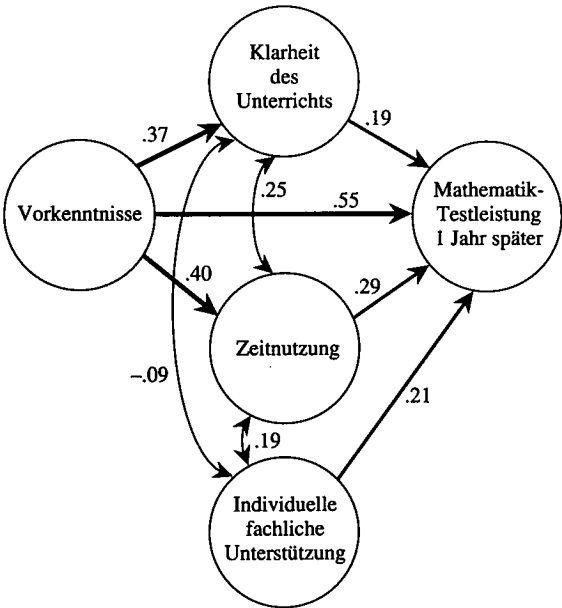 Klarheit
des
Unterrichts
.37
.19
Vorkenntnisse
.25
.55
Mathematik-
Testleistung
1 Jahr später
.40
.29
Zeitnutzung
–.09
.21
.19
Individuelle
fachliche
Unterstützung